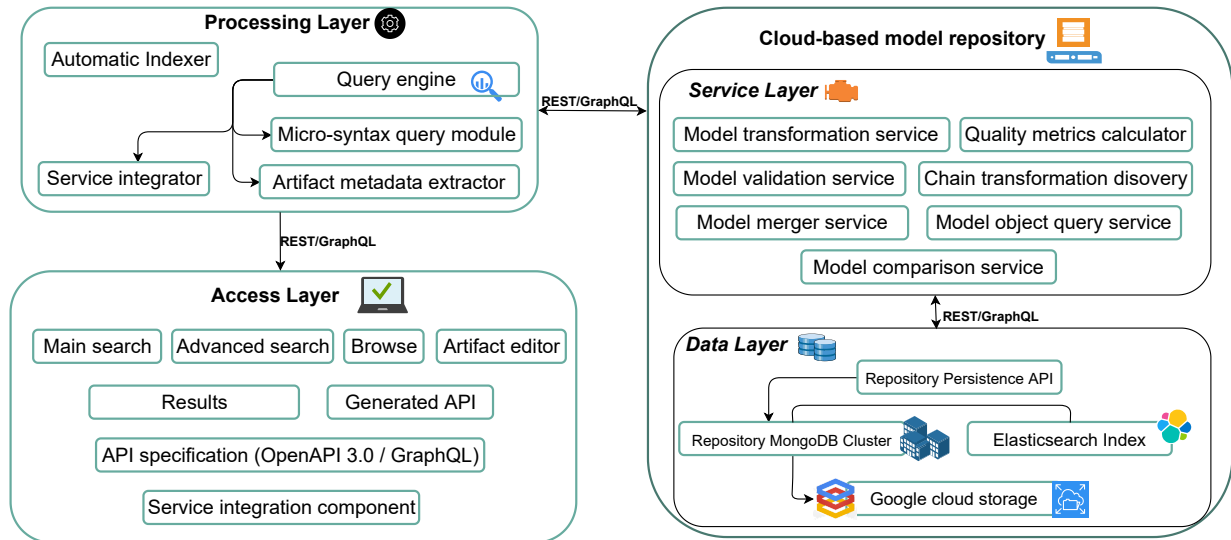 Processing Layer
Automatic Indexer
Query engine
Micro-syntax query module
Service integrator
Artifact metadata extractor
REST/GraphQL
REST/GraphQL
Access Layer
Main search
Advanced search
Browse
Artifact editor
Results
Generated API
API specification (OpenAPI 3.0 / GraphQL)
Service integration component
Cloud-based model repository
Service Layer
Model transformation service
Quality metrics calculator
Model validation service
Chain transformation disovery
Model merger service
Model object query service
Model comparison service
REST/GraphQL
Data Layer
Repository Persistence API
Repository MongoDB Cluster
Elasticsearch Index
Google cloud storage